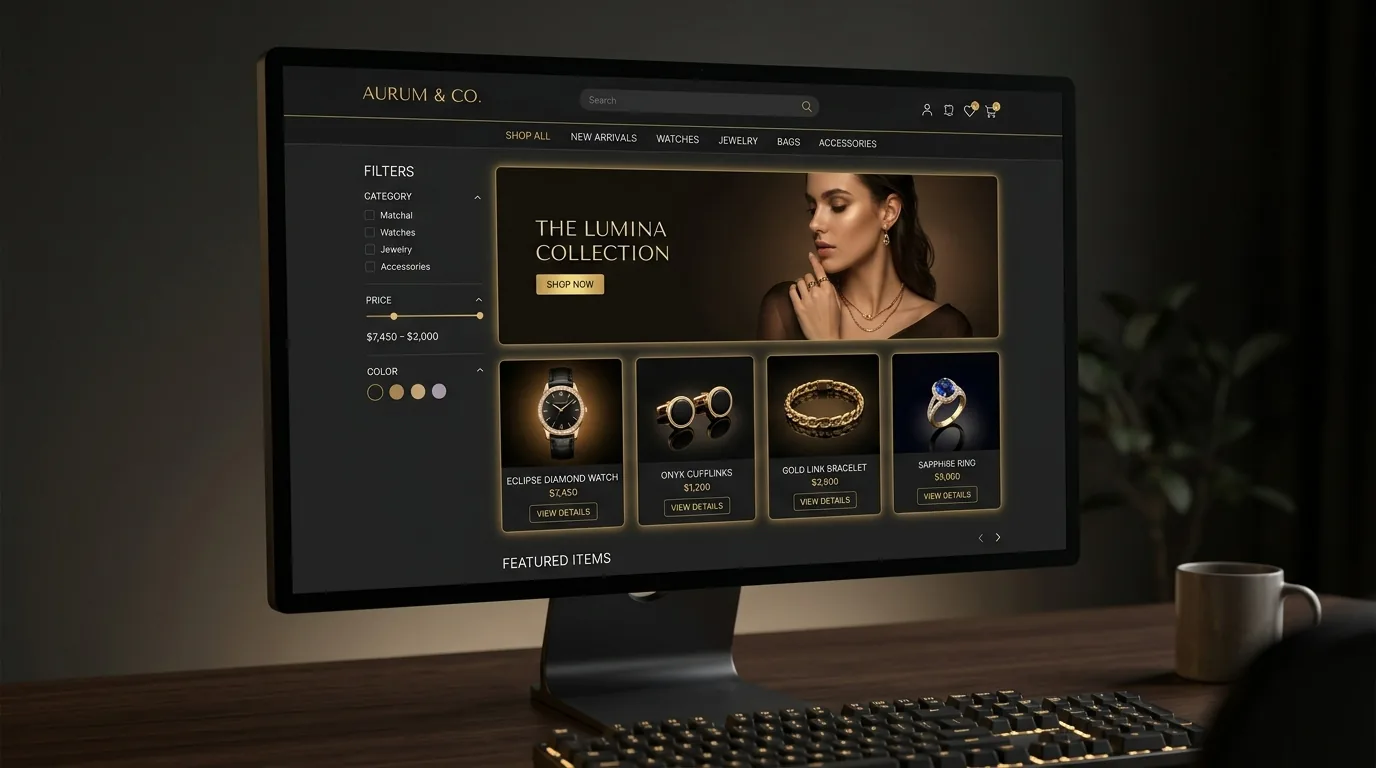 AURUM & CO.
Search
SHOP ALL NEW ARRIVALS WATCHES JEWELRY BAGS ACCESSORIES
FILTERS
CATEGORY
Matchal
Watches
Jewelry
Accessories
PRICE
$7,450 – $2,000
COLOR
THE LUMINA
COLLECTION
SHOP NOW
ECLIPSE DIAMOND WATCH
$7,450
VIEW DETAILS
ONYX CUFFLINKS
$1,200
VIEW DETAILS
GOLD LINK BRACELET
$2,800
VIEW DETAILS
SAPPHISE RING
VIEW DETAILS
FEATURED ITEMS